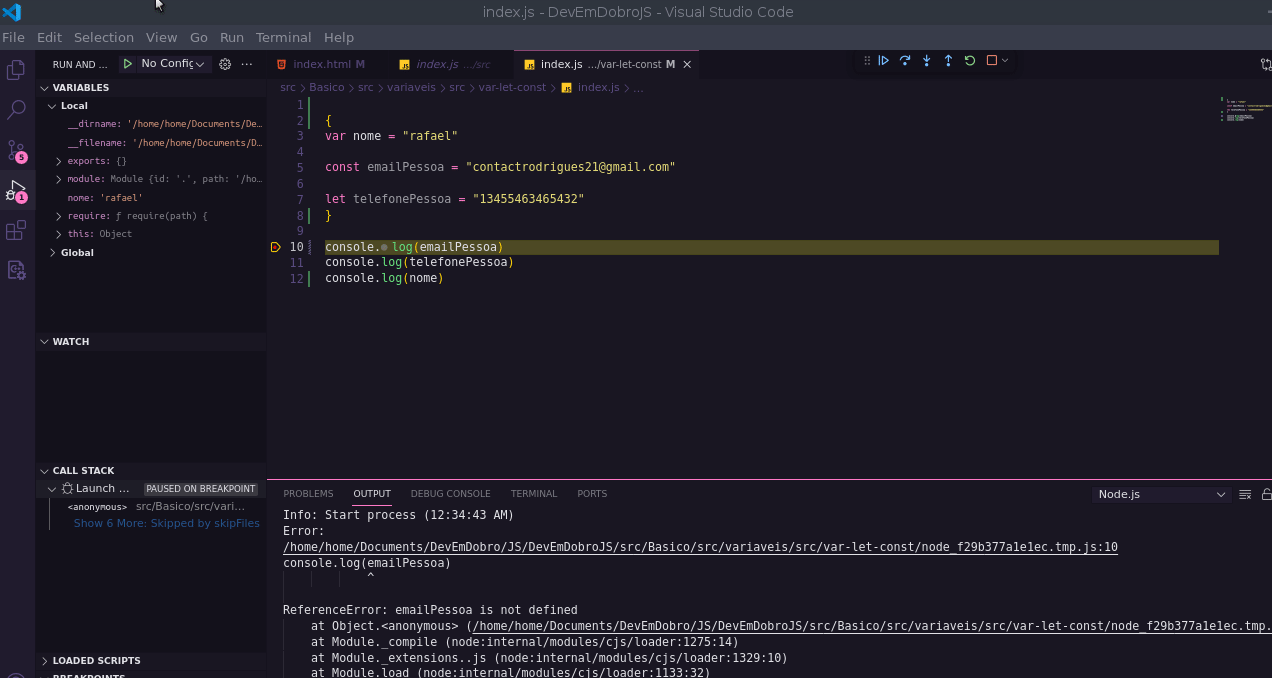 index.js - DevEmDobroJS - Visual Studio Code
File Edit Selection View Go Run Terminal Help
RUN AND ... No Config index.html M index.js .../src index.js .../var-let-const M
src > Basico > src > variaveis > src > var-let-const > index.js > ...
VARIABLES
Local
__dirname: '/home/home/Documents/De...
__filename: '/home/home/Documents/D...
exports: {}
module: Module {id: '.', path: '/ho...
nome: 'rafael'
require: ƒ require(path) {
this: Object
Global
5
1
1
2 {
3 var nome = "rafael"
4
5 const emailPessoa = "contactrodrigues21@gmail.com"
6
7 let telefonePessoa = "13455463465432"
8 }
9
10 console.log(emailPessoa)
11 console.log(telefonePessoa)
12 console.log(nome)
WATCH
CALL STACK
Launch ... PAUSED ON BREAKPOINT
<anonymous> src/Basico/src/vari...
Show 6 More: Skipped by skipFiles
LOADED SCRIPTS
BREAKPOINTS
PROBLEMS OUTPUT DEBUG CONSOLE TERMINAL PORTS Node.js
Info: Start process (12:34:43 AM)
Error:
/home/home/Documents/DevEmDobro/JS/DevEmDobroJS/src/Basico/src/variaveis/src/var-let-const/node_f29b377a1e1ec.tmp.js:10
console.log(emailPessoa)
^
ReferenceError: emailPessoa is not defined
at Object.<anonymous> (/home/home/Documents/DevEmDobro/JS/DevEmDobroJS/src/Basico/src/variaveis/src/var-let-const/node_f29b377a1e1ec.tmp.
at Module._compile (node:internal/modules/cjs/loader:1275:14)
at Module._extensions..js (node:internal/modules/cjs/loader:1329:10)
at Module.load (node:internal/modules/cjs/loader:1133:32)